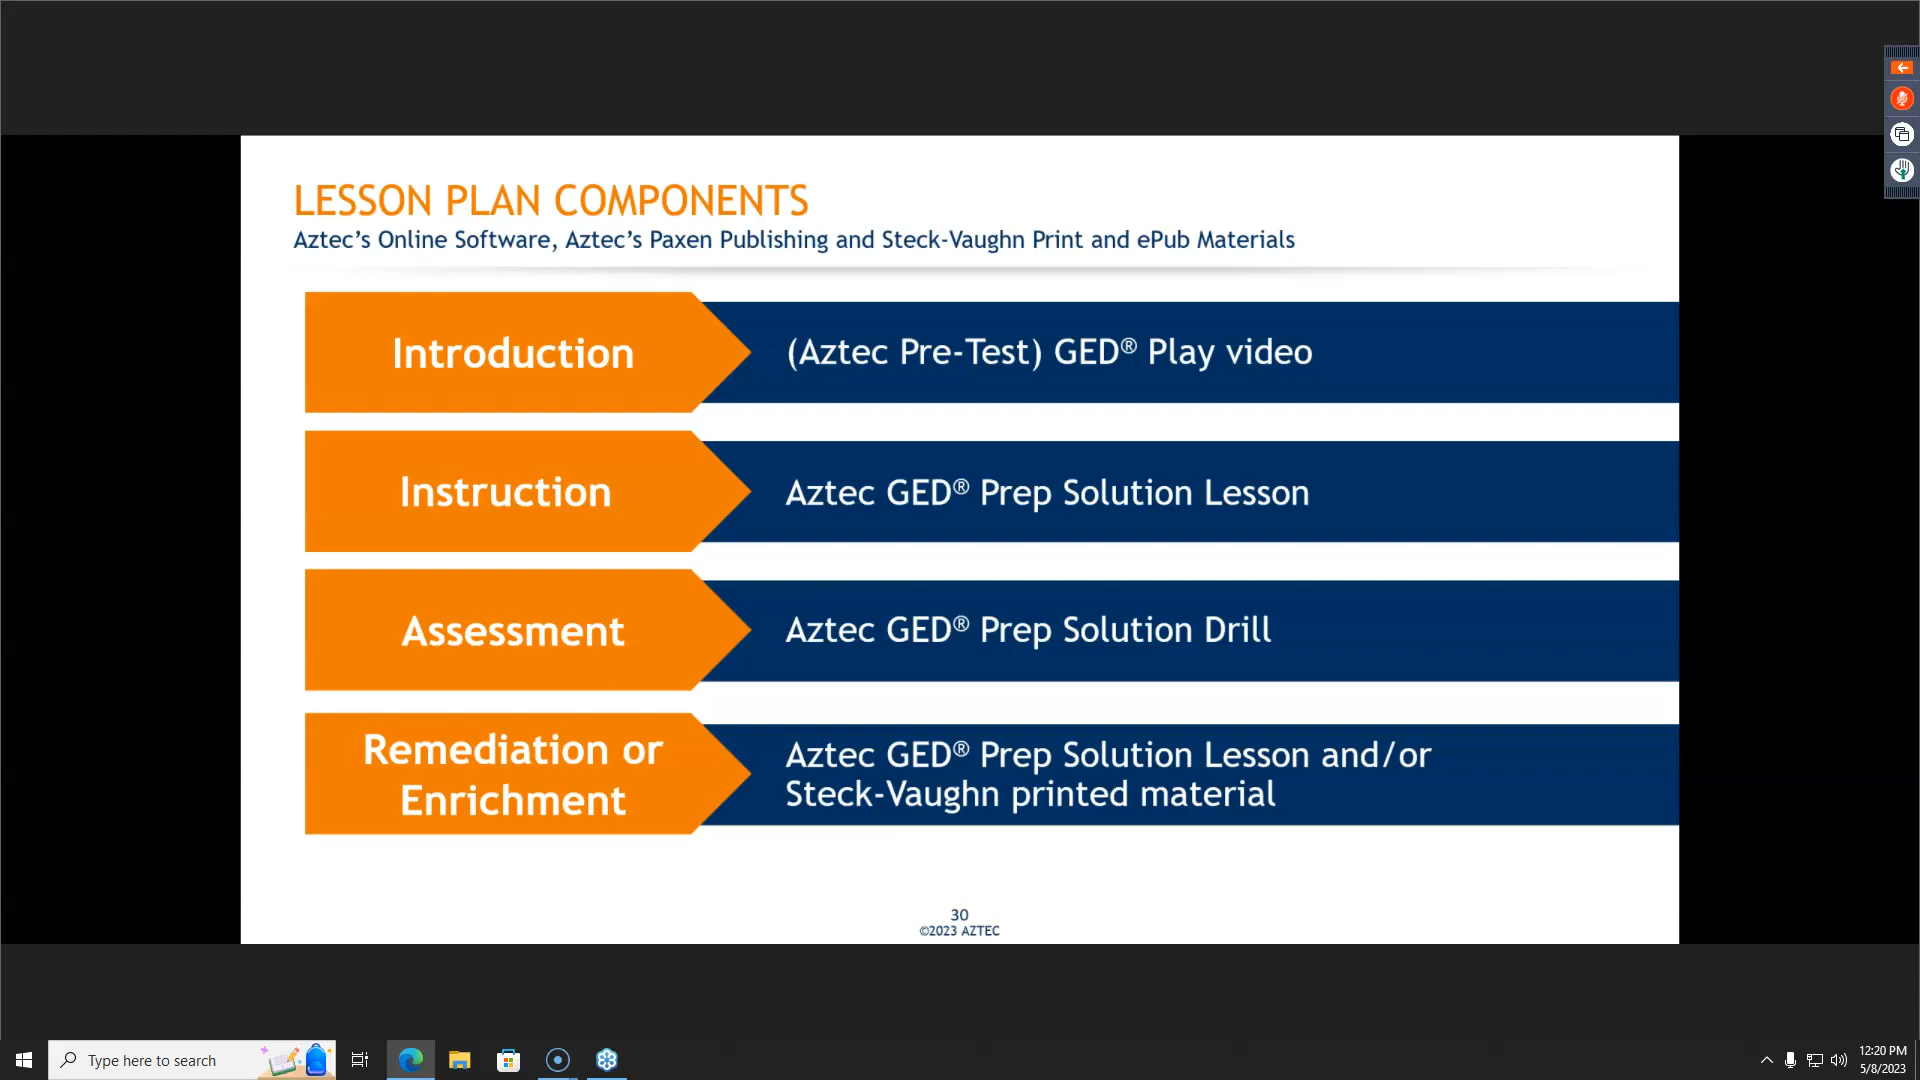 LESSON PLAN COMPONENTS
Aztec's Online Software, Aztec's Paxen Publishing and Steck-Vaughn Print and ePub Materials
Introduction
(Aztec Pre-Test) GED® Play video
Instruction
Aztec GED® Prep Solution Lesson
Assessment
Aztec GED® Prep Solution Drill
Remediation or
Enrichment
Aztec GED® Prep Solution Lesson and/or
Steck-Vaughn printed material
30
©2023 AZTEC
Type here to search
12:20 PM
5/8/2023